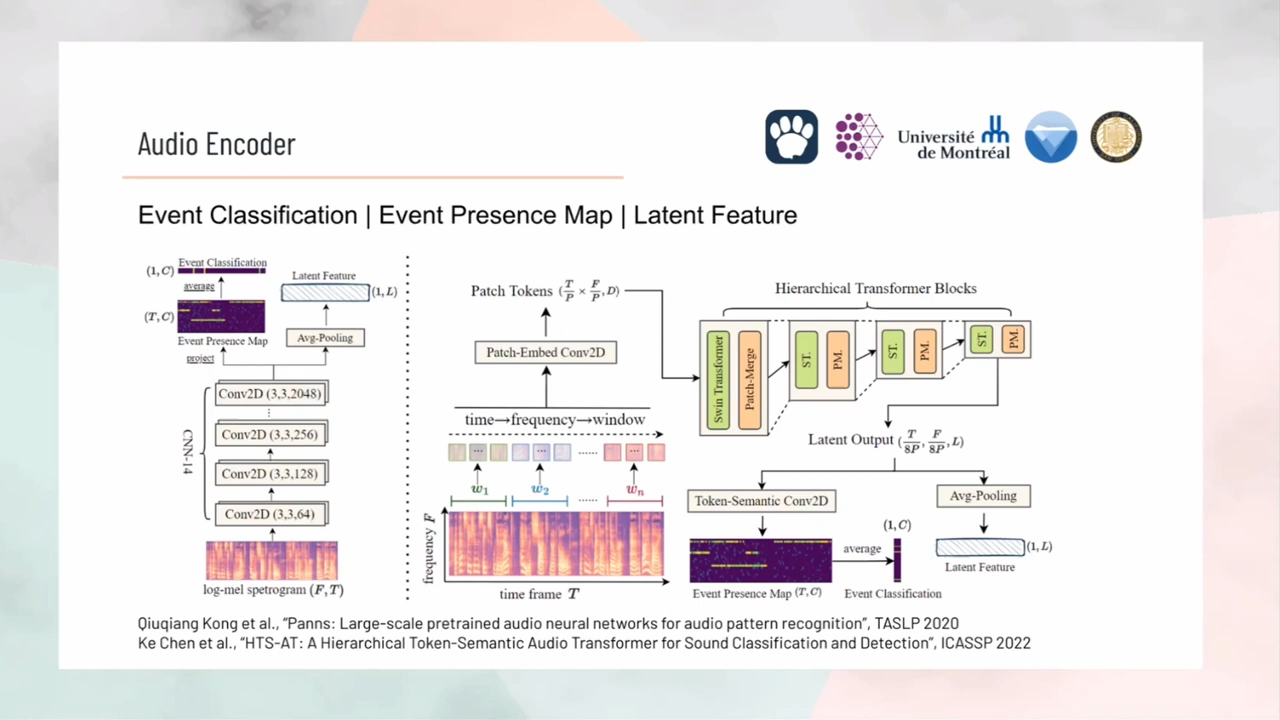 Audio Encoder
Université
de Montréal
Event Classification | Event Presence Map | Latent Feature
Event Classification
(1, C)
average
(T, C)
Event Presence Map
project
Latent Feature
(1, L)
Avg-Pooling
Conv2D (3,3,2048)
⋮
Conv2D (3,3,256)
Conv2D (3,3,128)
Conv2D (3,3,64)
CNN-14
log-mel spetrogram (F, T)
Patch Tokens (T/P × F/P, D)
Patch-Embed Conv2D
time→frequency→window
... ... ...... ...
w1 w2 ...... wn
frequency F
time frame T
Hierarchical Transformer Blocks
Swin Transformer
Patch-Merge
ST.
PM.
ST.
PM.
ST.
PM.
Latent Output (T/8P, F/8P, L)
Token-Semantic Conv2D
Avg-Pooling
(1, C)
average
(1, L)
Latent Feature
Event Presence Map (T, C)
Event Classification
Qiuqiang Kong et al., “Panns: Large-scale pretrained audio neural networks for audio pattern recognition”, TASLP 2020
Ke Chen et al., “HTS-AT: A Hierarchical Token-Semantic Audio Transformer for Sound Classification and Detection”, ICASSP 2022